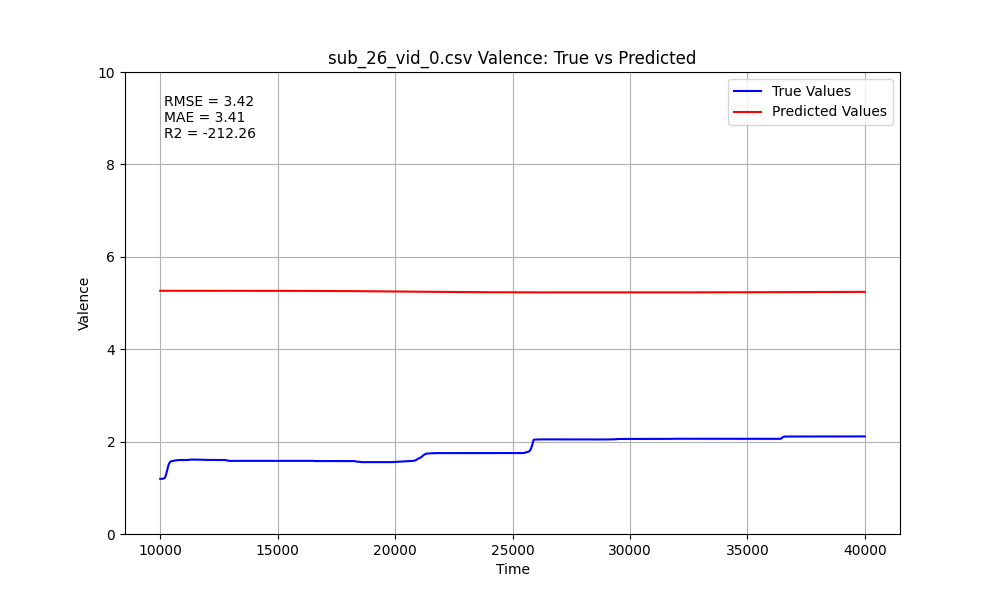 sub_26_vid_0.csv Valence: True vs Predicted
RMSE = 3.42
MAE = 3.41
R2 = -212.26
True Values
Predicted Values
10
8
6
4
2
0
Valence
10000 15000 20000 25000 30000 35000 40000
Time